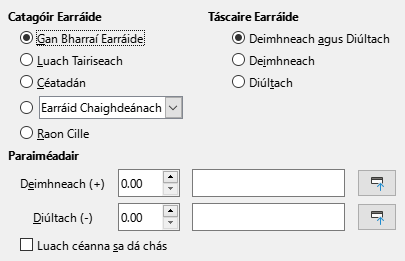 Catagóir Earráide
Gan Bharraí Earráide
Luach Tairiseach
Céatadán
Earráid Chaighdeánach
Raon Cille
Táscaire Earráide
Deimhneach agus Diúltach
Deimhneach
Diúltach
Paraiméadair
Deimhneach (+) 0.00
Diúltach (-) 0.00
Luach céanna sa dá chás